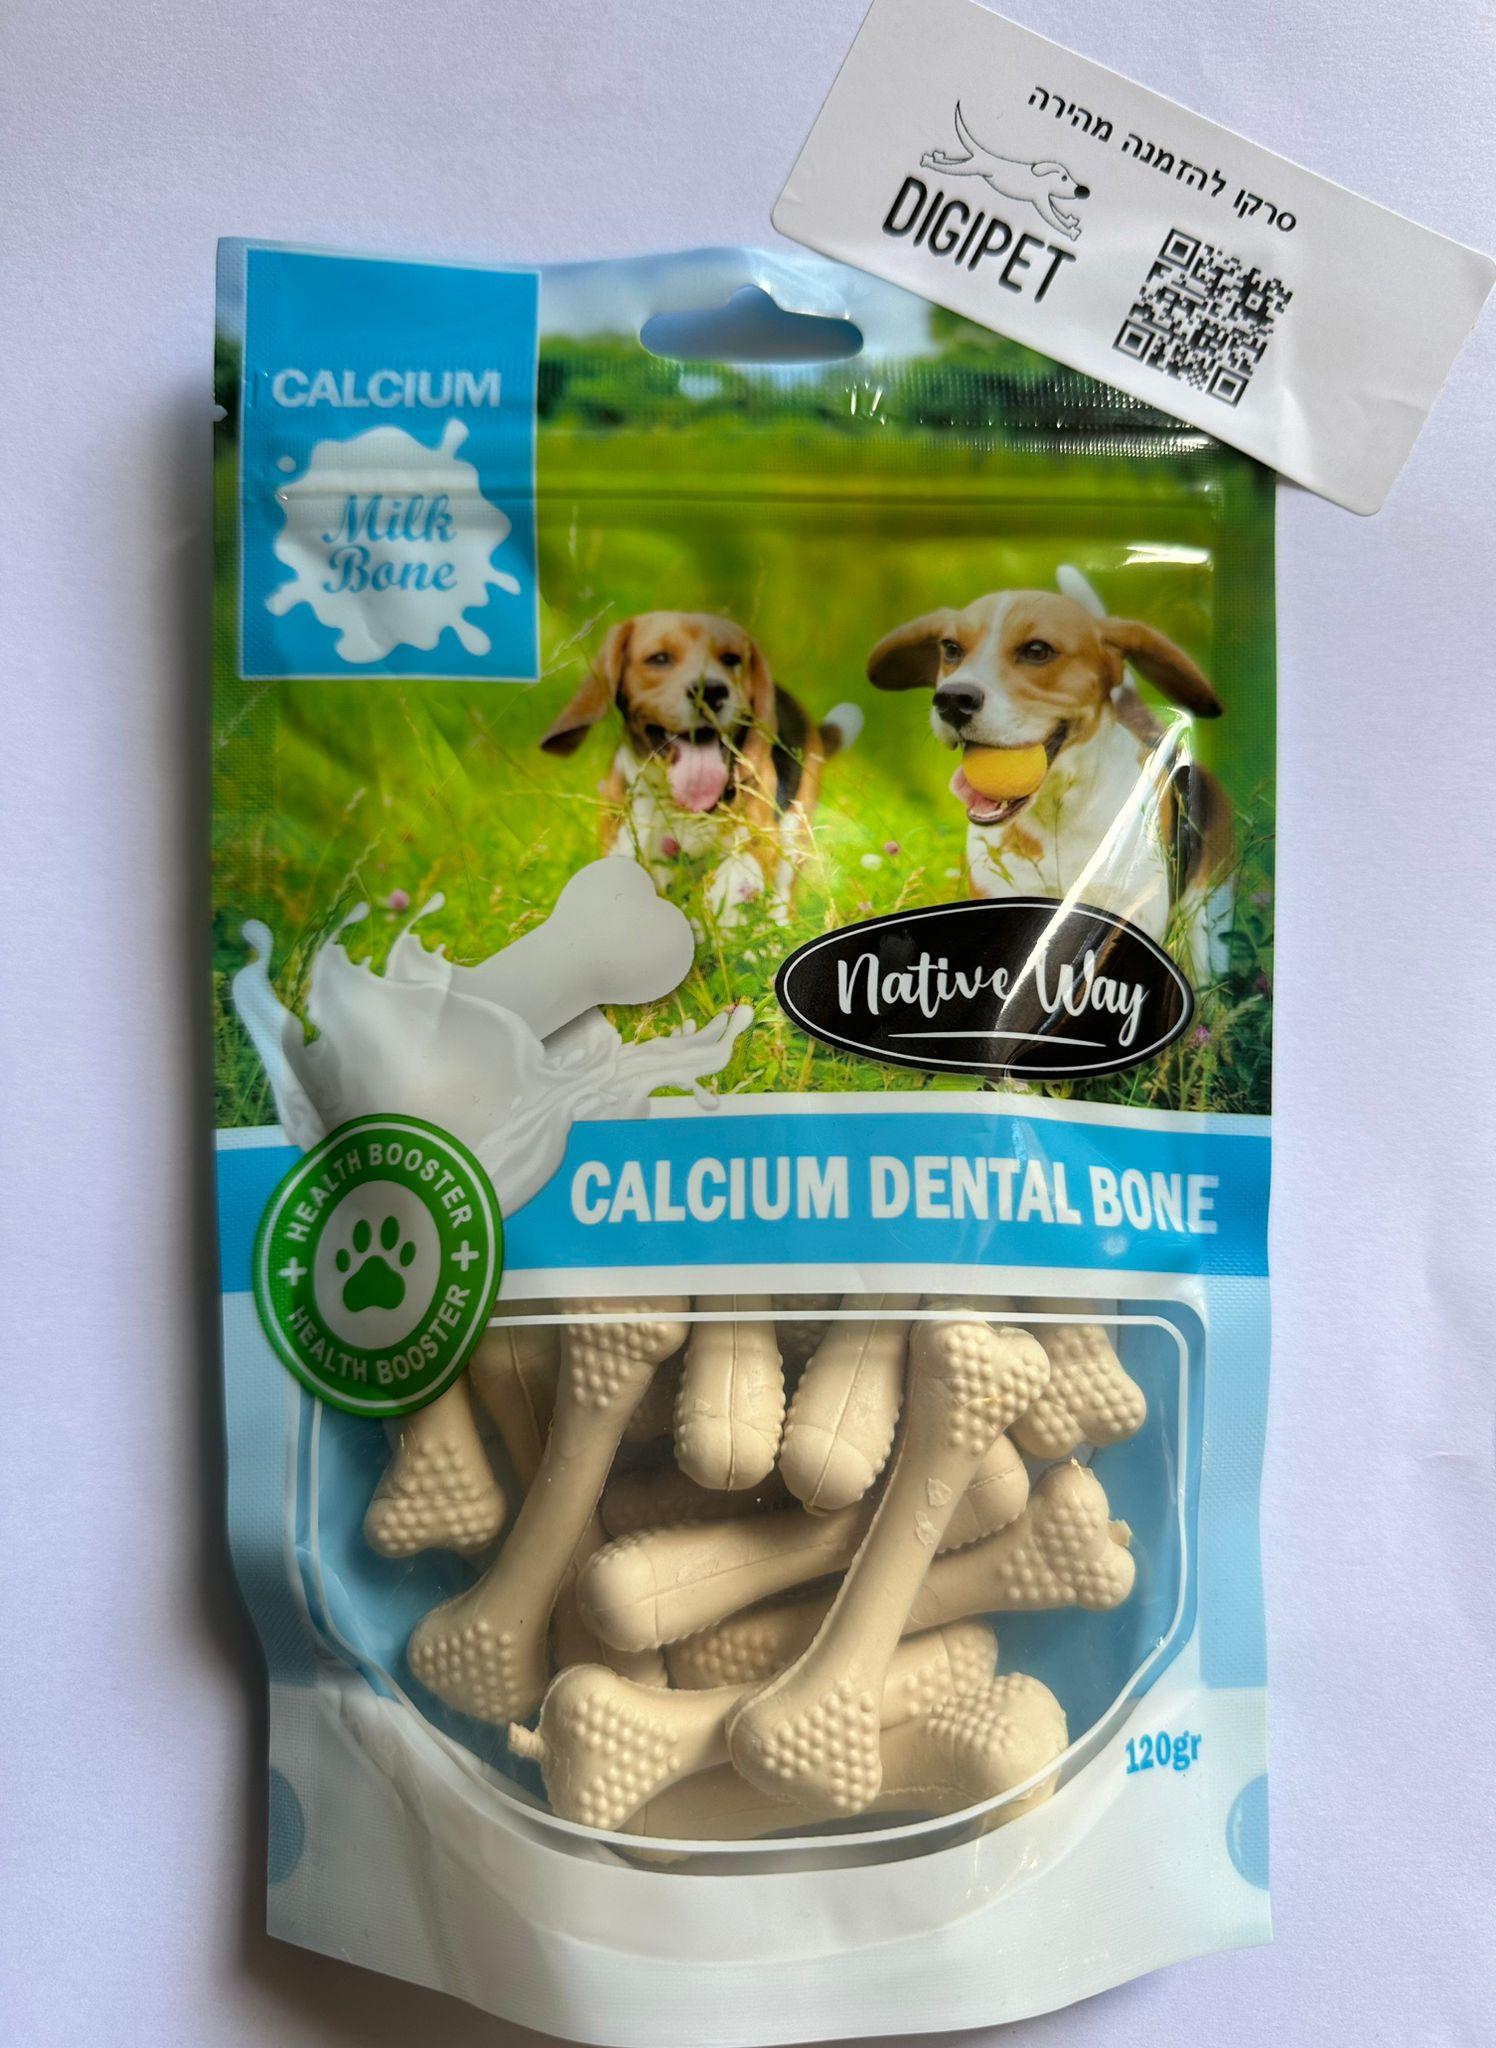 סרקו להזמנה מהירה
DIGIPET
CALCIUM
Milk
Bone
Native Way
CALCIUM DENTAL BONE
+ HEALTH BOOSTER +
HEALTH BOOSTER
120gr